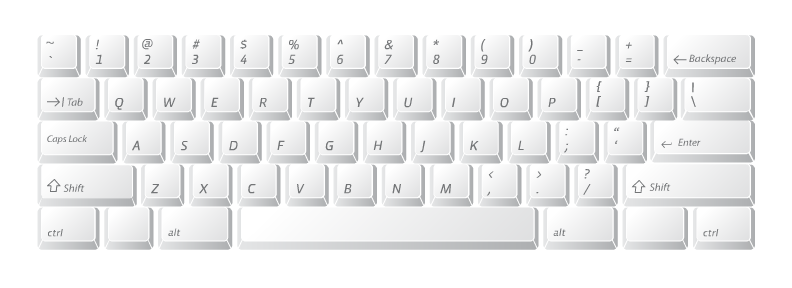 ~ ! @ # $ % ^ & * ( ) _ +
` 1 2 3 4 5 6 7 8 9 0 - = ←Backspace
→| Tab Q W E R T Y U I O P { [ } ] | \
Caps Lock A S D F G H J K L : ; “ ‘ ← Enter
⇧ Shift Z X C V B N M < , > . ? / ⇧ Shift
ctrl alt alt ctrl